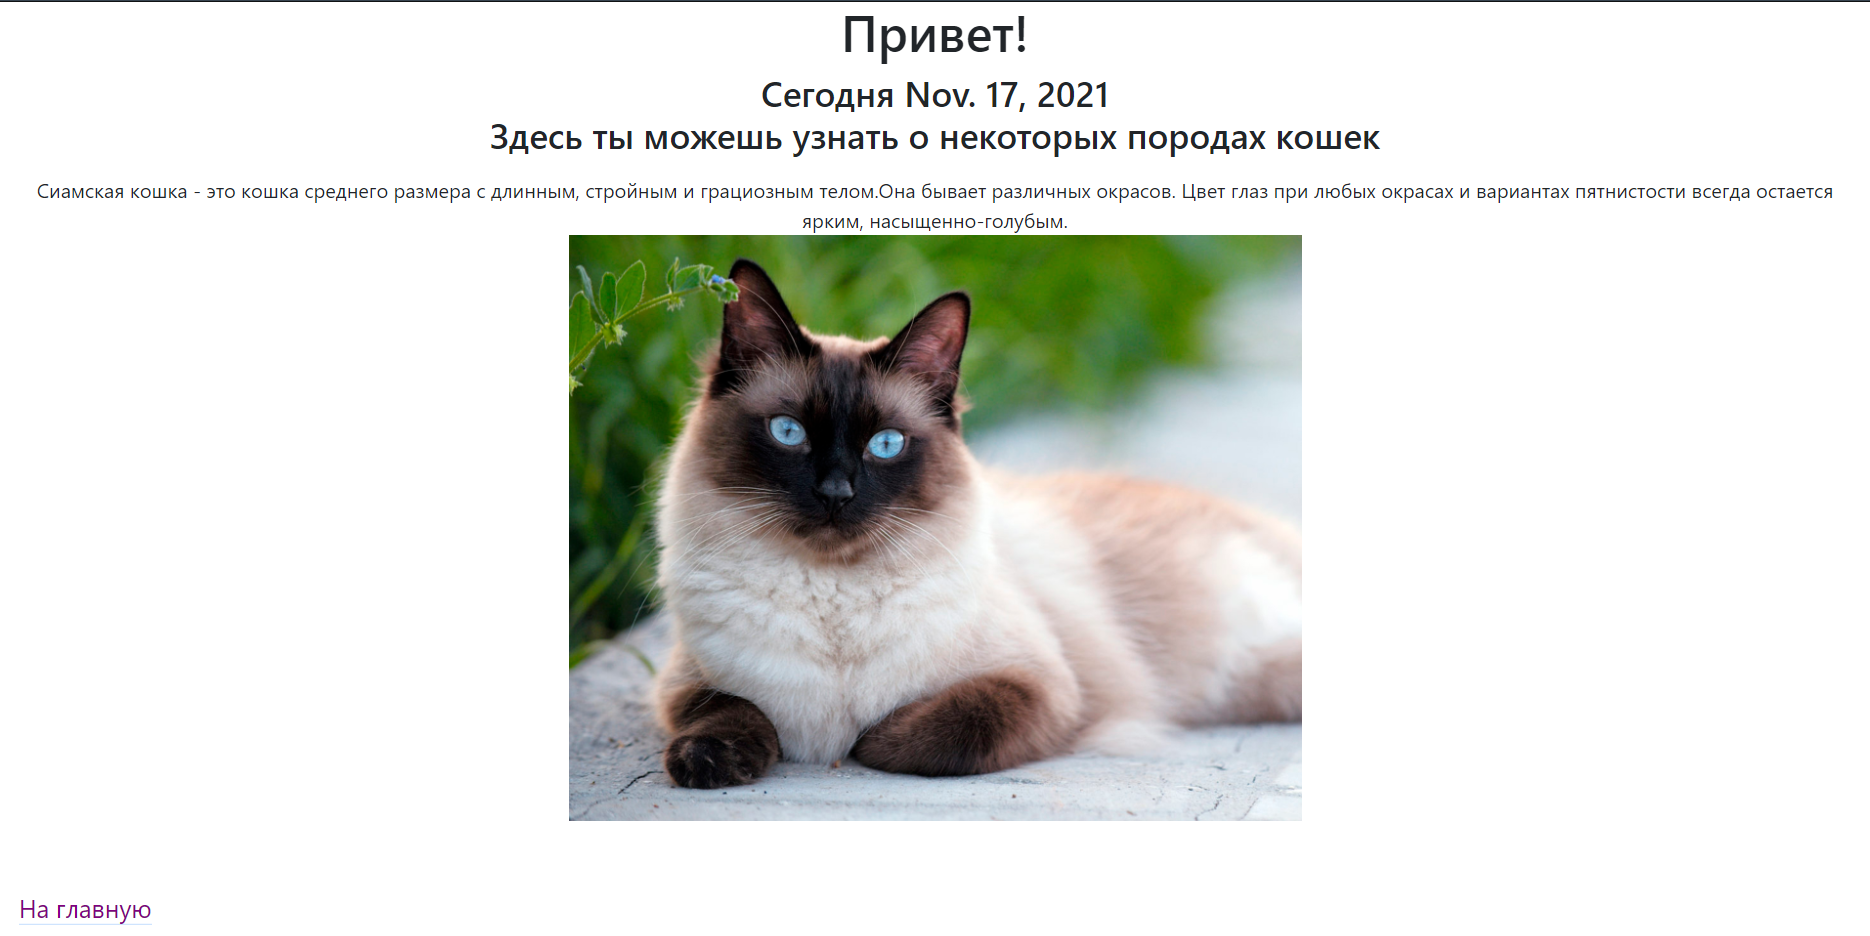 Привет!
Сегодня Nov. 17, 2021
Здесь ты можешь узнать о некоторых породах кошек
Сиамская кошка - это кошка среднего размера с длинным, стройным и грациозным телом.Она бывает различных окрасов. Цвет глаз при любых окрасах и вариантах пятнистости всегда остается
ярким, насыщенно-голубым.
На главную